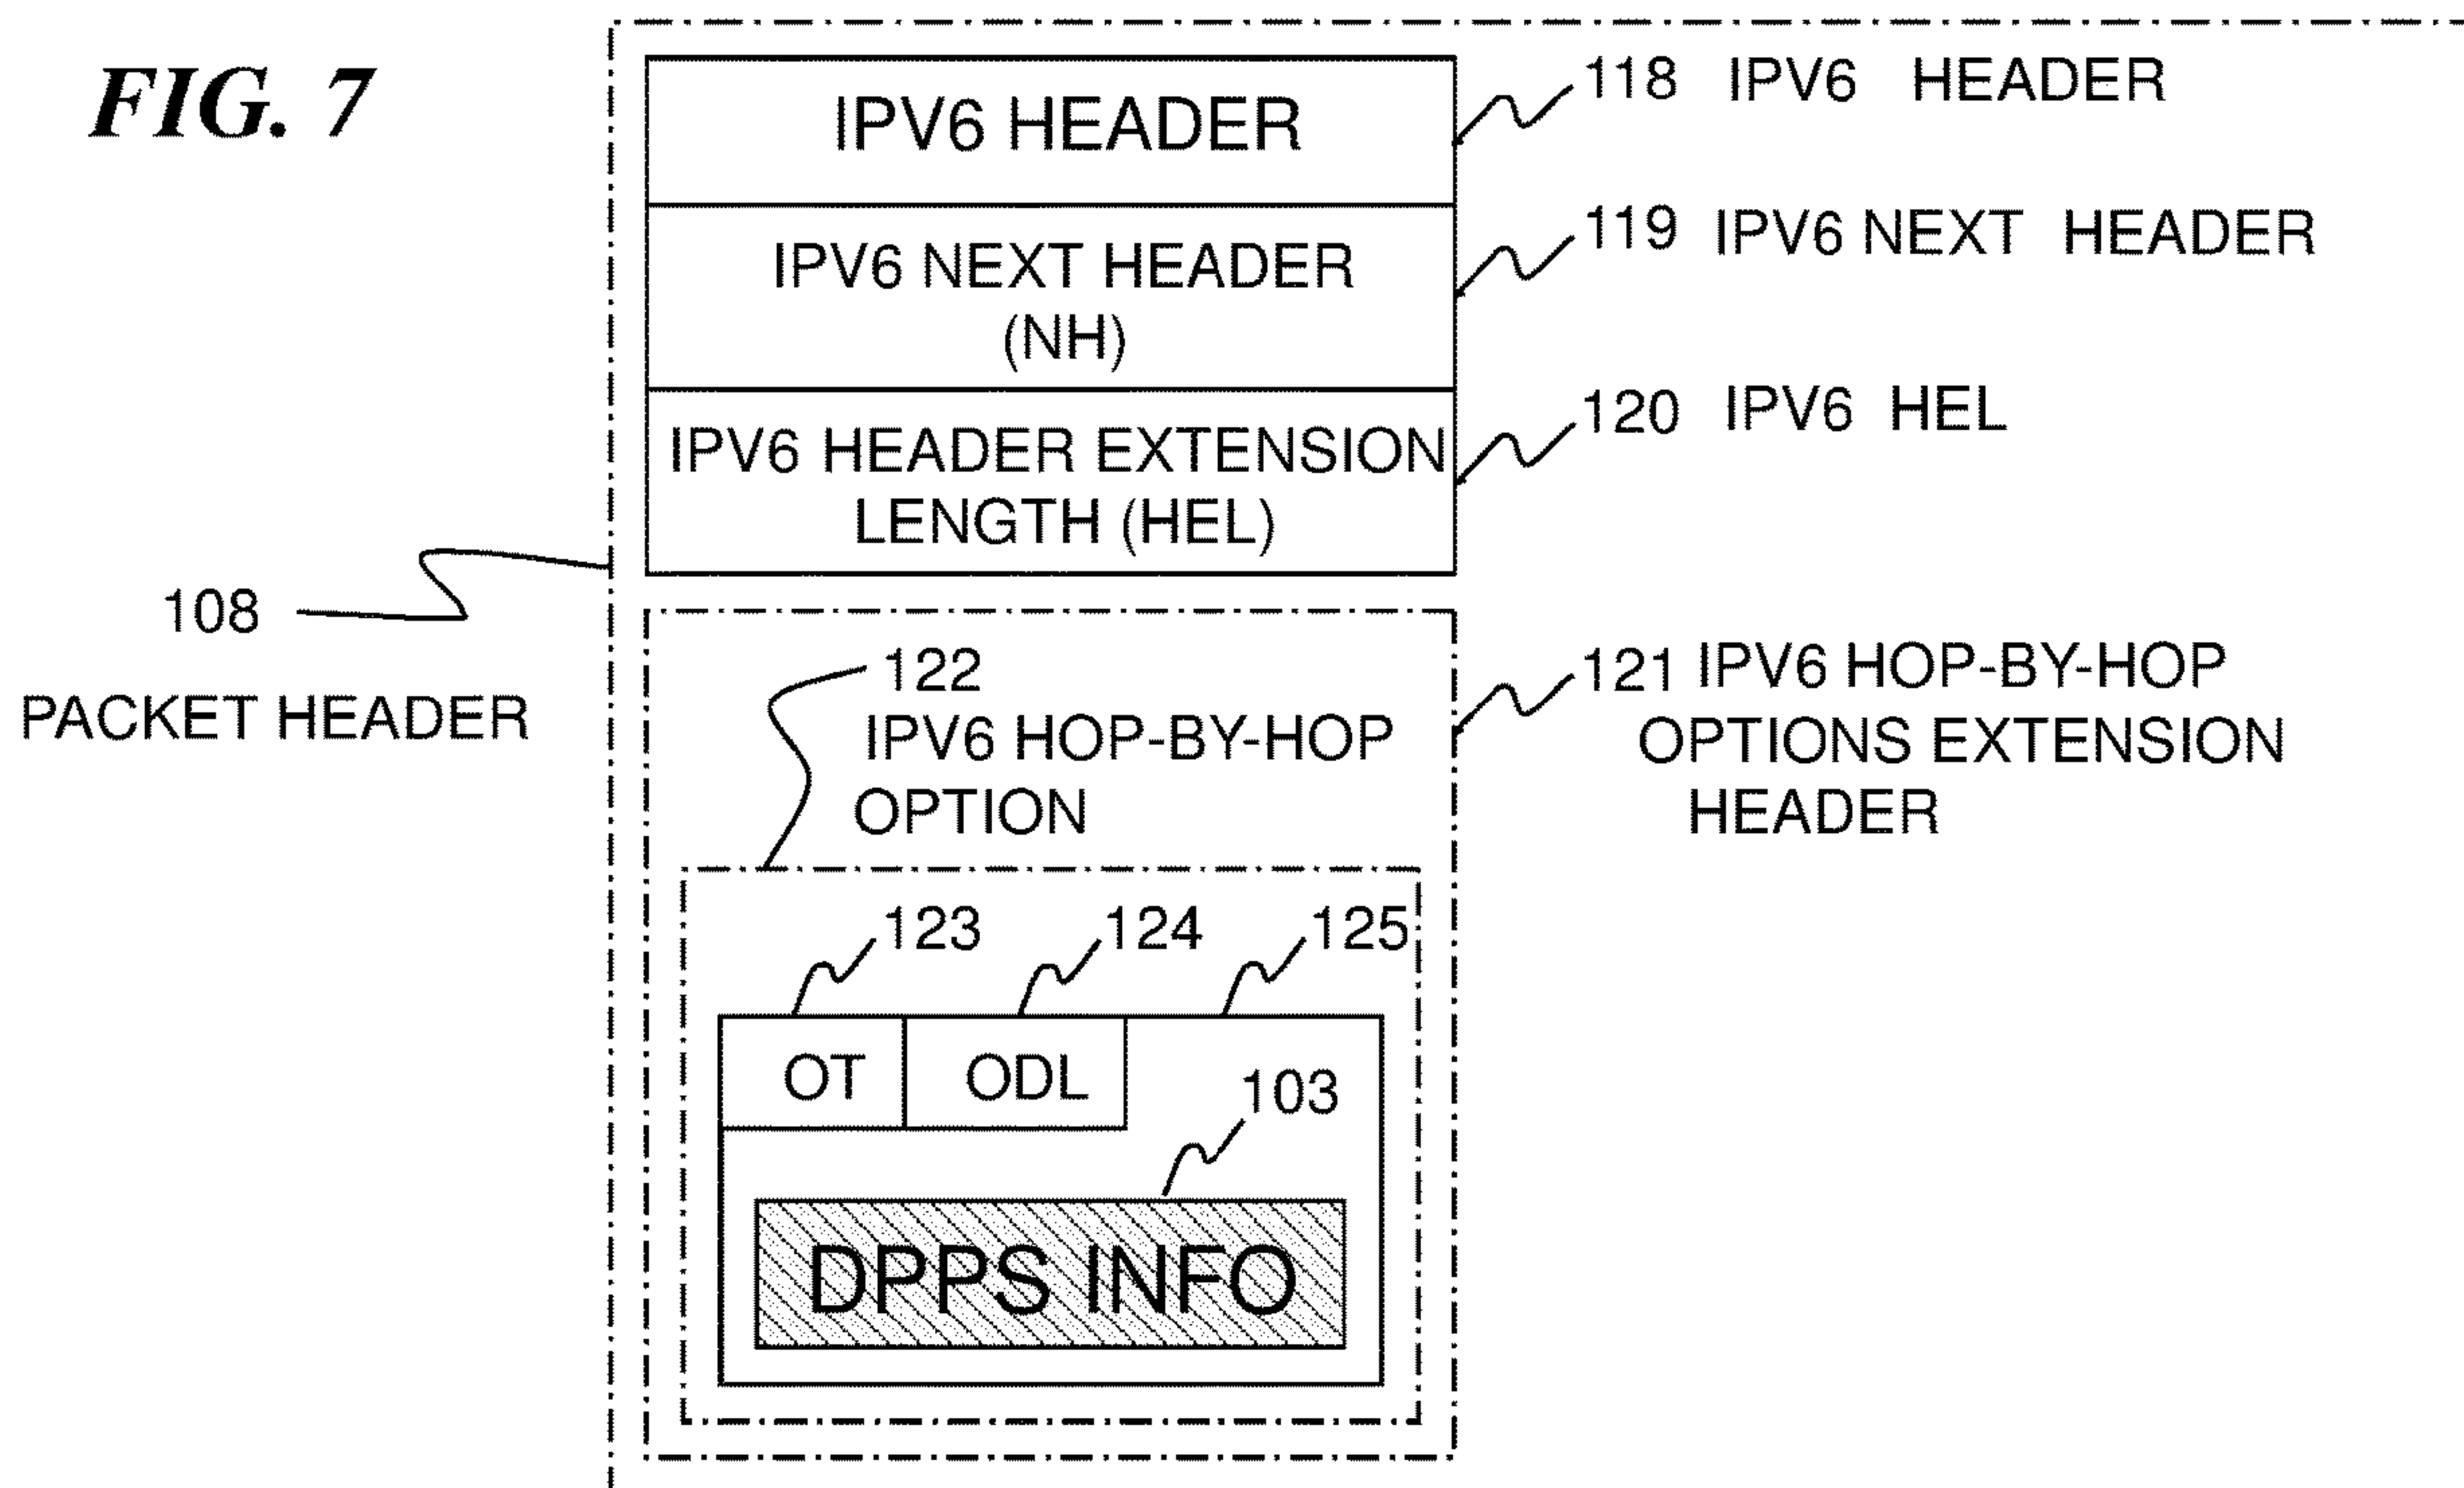 FIG. 7
IPV6 HEADER
118 IPV6 HEADER
IPV6 NEXT HEADER
(NH)
119 IPV6 NEXT HEADER
IPV6 HEADER EXTENSION
LENGTH (HEL)
120 IPV6 HEL
108
PACKET HEADER
122
IPV6 HOP-BY-HOP
OPTION
121 IPV6 HOP-BY-HOP
OPTIONS EXTENSION
HEADER
123 124 125
OT ODL
103
DPPS INFO